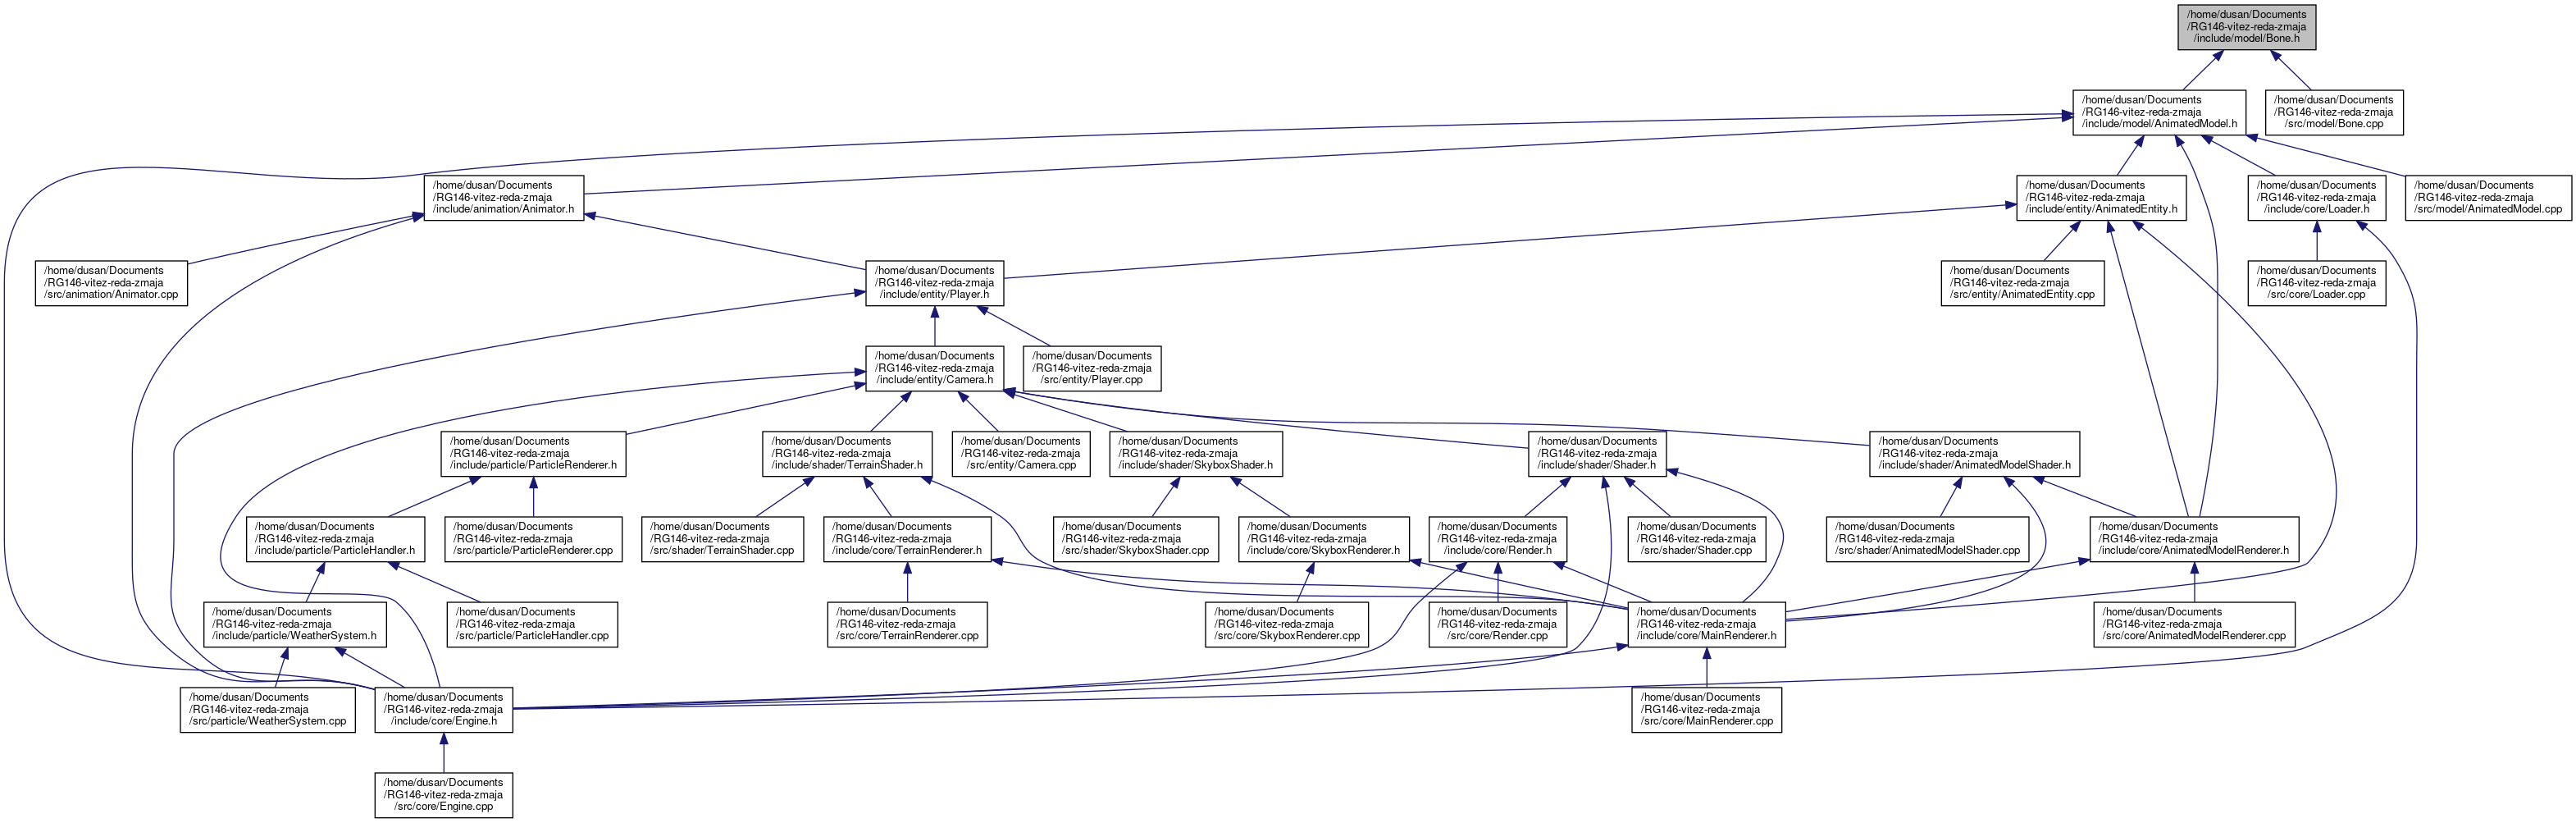 /home/dusan/Documents
/RG146-vitez-reda-zmaja
/include/model/Bone.h
/home/dusan/Documents
/RG146-vitez-reda-zmaja
/include/model/AnimatedModel.h
/home/dusan/Documents
/RG146-vitez-reda-zmaja
/src/model/Bone.cpp
/home/dusan/Documents
/RG146-vitez-reda-zmaja
/include/animation/Animator.h
/home/dusan/Documents
/RG146-vitez-reda-zmaja
/include/entity/AnimatedEntity.h
/home/dusan/Documents
/RG146-vitez-reda-zmaja
/include/core/Loader.h
/home/dusan/Documents
/RG146-vitez-reda-zmaja
/src/model/AnimatedModel.cpp
/home/dusan/Documents
/RG146-vitez-reda-zmaja
/src/animation/Animator.cpp
/home/dusan/Documents
/RG146-vitez-reda-zmaja
/include/entity/Player.h
/home/dusan/Documents
/RG146-vitez-reda-zmaja
/src/entity/AnimatedEntity.cpp
/home/dusan/Documents
/RG146-vitez-reda-zmaja
/src/core/Loader.cpp
/home/dusan/Documents
/RG146-vitez-reda-zmaja
/include/entity/Camera.h
/home/dusan/Documents
/RG146-vitez-reda-zmaja
/src/entity/Player.cpp
/home/dusan/Documents
/RG146-vitez-reda-zmaja
/include/particle/ParticleRenderer.h
/home/dusan/Documents
/RG146-vitez-reda-zmaja
/include/shader/TerrainShader.h
/home/dusan/Documents
/RG146-vitez-reda-zmaja
/src/entity/Camera.cpp
/home/dusan/Documents
/RG146-vitez-reda-zmaja
/include/shader/SkyboxShader.h
/home/dusan/Documents
/RG146-vitez-reda-zmaja
/include/shader/Shader.h
/home/dusan/Documents
/RG146-vitez-reda-zmaja
/include/shader/AnimatedModelShader.h
/home/dusan/Documents
/RG146-vitez-reda-zmaja
/include/particle/ParticleHandler.h
/home/dusan/Documents
/RG146-vitez-reda-zmaja
/src/particle/ParticleRenderer.cpp
/home/dusan/Documents
/RG146-vitez-reda-zmaja
/src/shader/TerrainShader.cpp
/home/dusan/Documents
/RG146-vitez-reda-zmaja
/include/core/TerrainRenderer.h
/home/dusan/Documents
/RG146-vitez-reda-zmaja
/src/shader/SkyboxShader.cpp
/home/dusan/Documents
/RG146-vitez-reda-zmaja
/include/core/SkyboxRenderer.h
/home/dusan/Documents
/RG146-vitez-reda-zmaja
/include/core/Render.h
/home/dusan/Documents
/RG146-vitez-reda-zmaja
/src/shader/Shader.cpp
/home/dusan/Documents
/RG146-vitez-reda-zmaja
/src/shader/AnimatedModelShader.cpp
/home/dusan/Documents
/RG146-vitez-reda-zmaja
/include/core/AnimatedModelRenderer.h
/home/dusan/Documents
/RG146-vitez-reda-zmaja
/include/particle/WeatherSystem.h
/home/dusan/Documents
/RG146-vitez-reda-zmaja
/src/particle/ParticleHandler.cpp
/home/dusan/Documents
/RG146-vitez-reda-zmaja
/src/core/TerrainRenderer.cpp
/home/dusan/Documents
/RG146-vitez-reda-zmaja
/src/core/SkyboxRenderer.cpp
/home/dusan/Documents
/RG146-vitez-reda-zmaja
/src/core/Render.cpp
/home/dusan/Documents
/RG146-vitez-reda-zmaja
/include/core/MainRenderer.h
/home/dusan/Documents
/RG146-vitez-reda-zmaja
/src/core/AnimatedModelRenderer.cpp
/home/dusan/Documents
/RG146-vitez-reda-zmaja
/src/particle/WeatherSystem.cpp
/home/dusan/Documents
/RG146-vitez-reda-zmaja
/include/core/Engine.h
/home/dusan/Documents
/RG146-vitez-reda-zmaja
/src/core/MainRenderer.cpp
/home/dusan/Documents
/RG146-vitez-reda-zmaja
/src/core/Engine.cpp